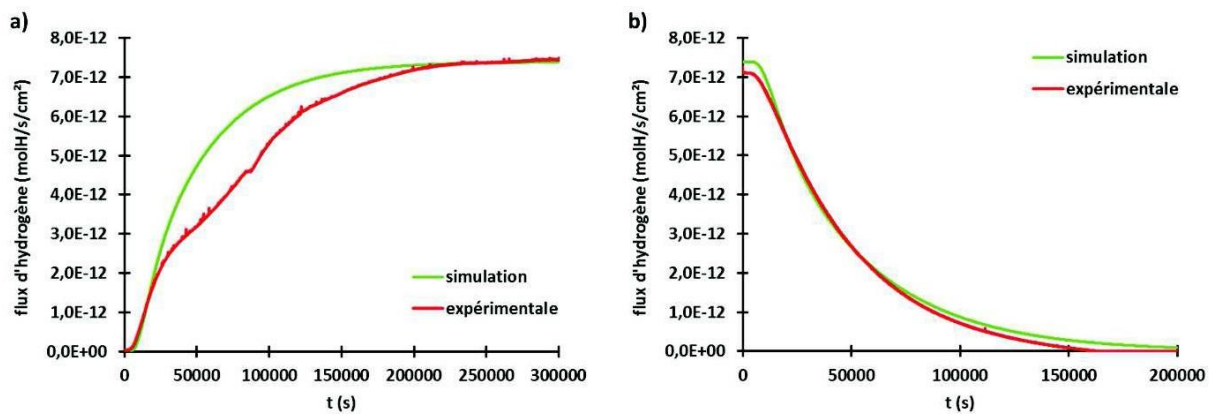 a)
flux d'hydrogène (molH/s/cm²)
8,0E-12
7,0E-12
6,0E-12
5,0E-12
4,0E-12
3,0E-12
2,0E-12
1,0E-12
0,0E+00
simulation
expérimentale
0 50000 100000 150000 200000 250000 300000
t (s)
b)
flux d'hydrogène (molH/s/cm²)
8,0E-12
7,0E-12
6,0E-12
5,0E-12
4,0E-12
3,0E-12
2,0E-12
1,0E-12
0,0E+00
simulation
expérimentale
0 50000 100000 150000 200000
t (s)